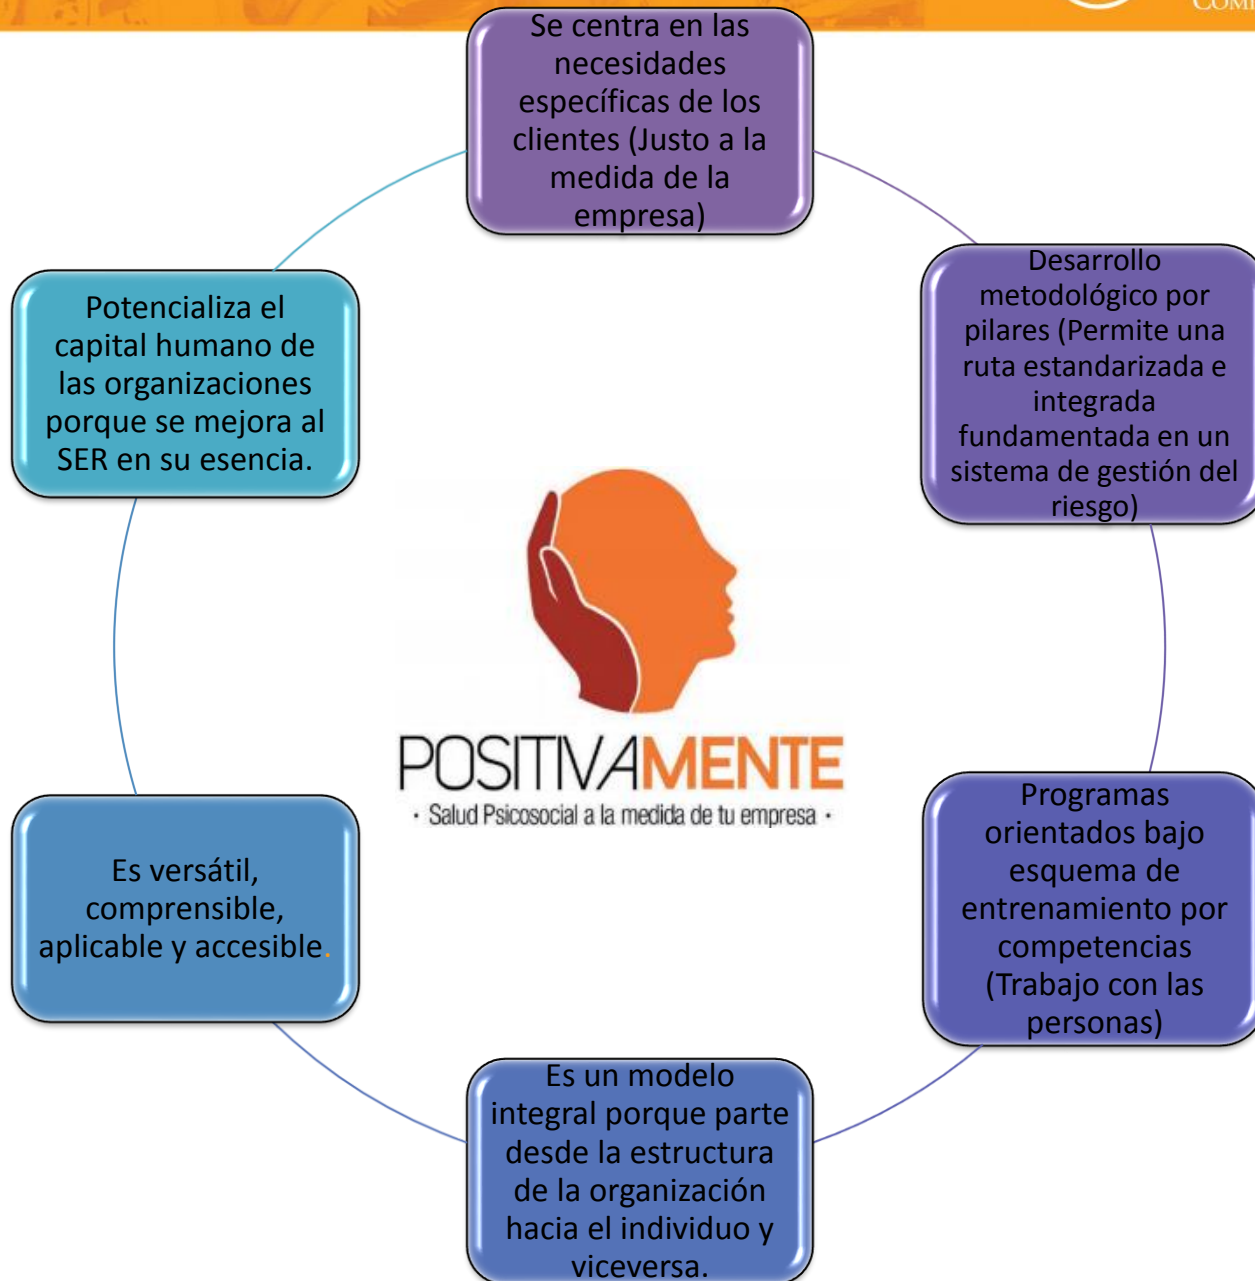 Se centra en las
necesidades
específicas de los
clientes (Justo a la
medida de la
empresa)
Desarrollo
metodológico por
pilares (Permite una
ruta estandarizada e
integrada
fundamentada en un
sistema de gestión del
riesgo)
Programas
orientados bajo
esquema de
entrenamiento por
competencias
(Trabajo con las
personas)
Es un modelo
integral porque parte
desde la estructura
de la organización
hacia el individuo y
viceversa.
Es versátil,
comprensible,
aplicable y accesible.
Potencializa el
capital humano de
las organizaciones
porque se mejora al
SER en su esencia.
POSITIVAMENTE
· Salud Psicosocial a la medida de tu empresa ·